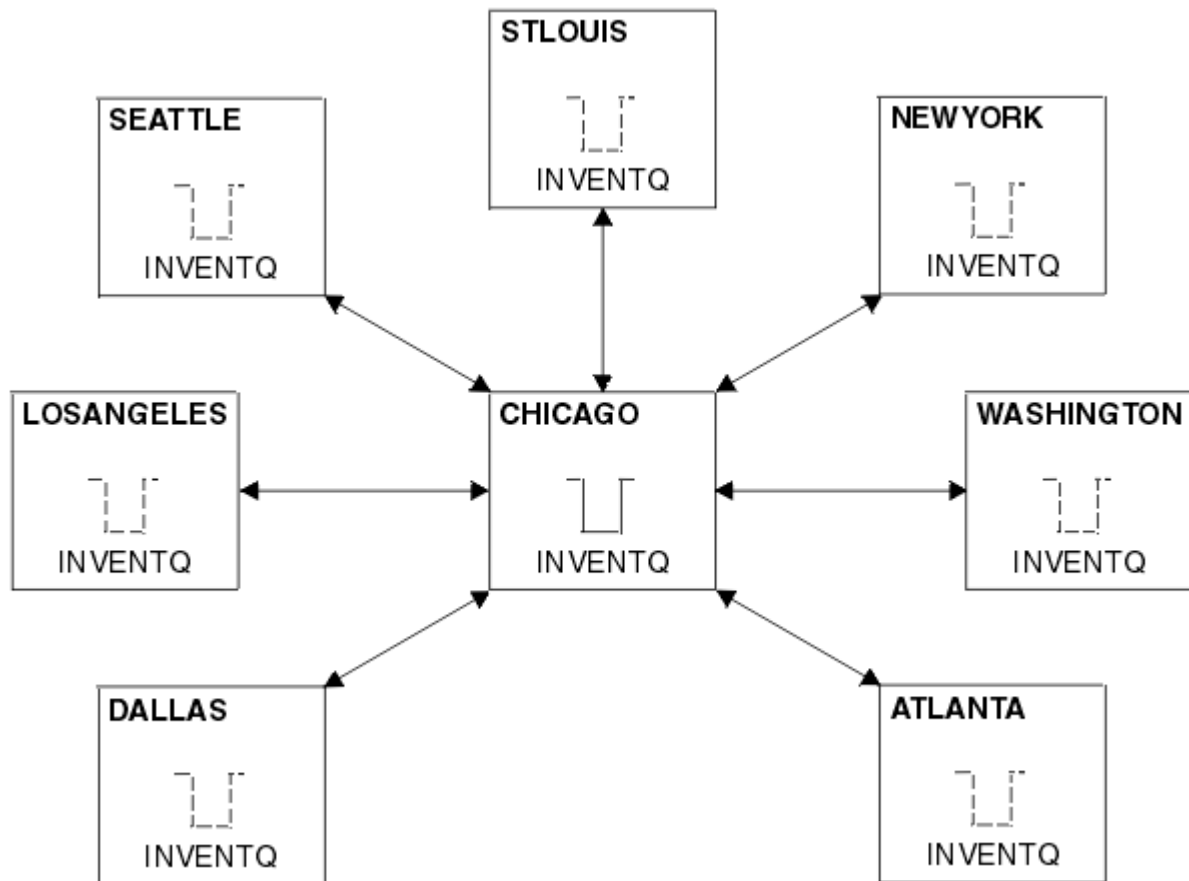 STLOUIS
INVENTQ
SEATTLE
INVENTQ
NEWYORK
INVENTQ
LOSANGELES
INVENTQ
CHICAGO
INVENTQ
WASHINGTON
INVENTQ
DALLAS
INVENTQ
ATLANTA
INVENTQ